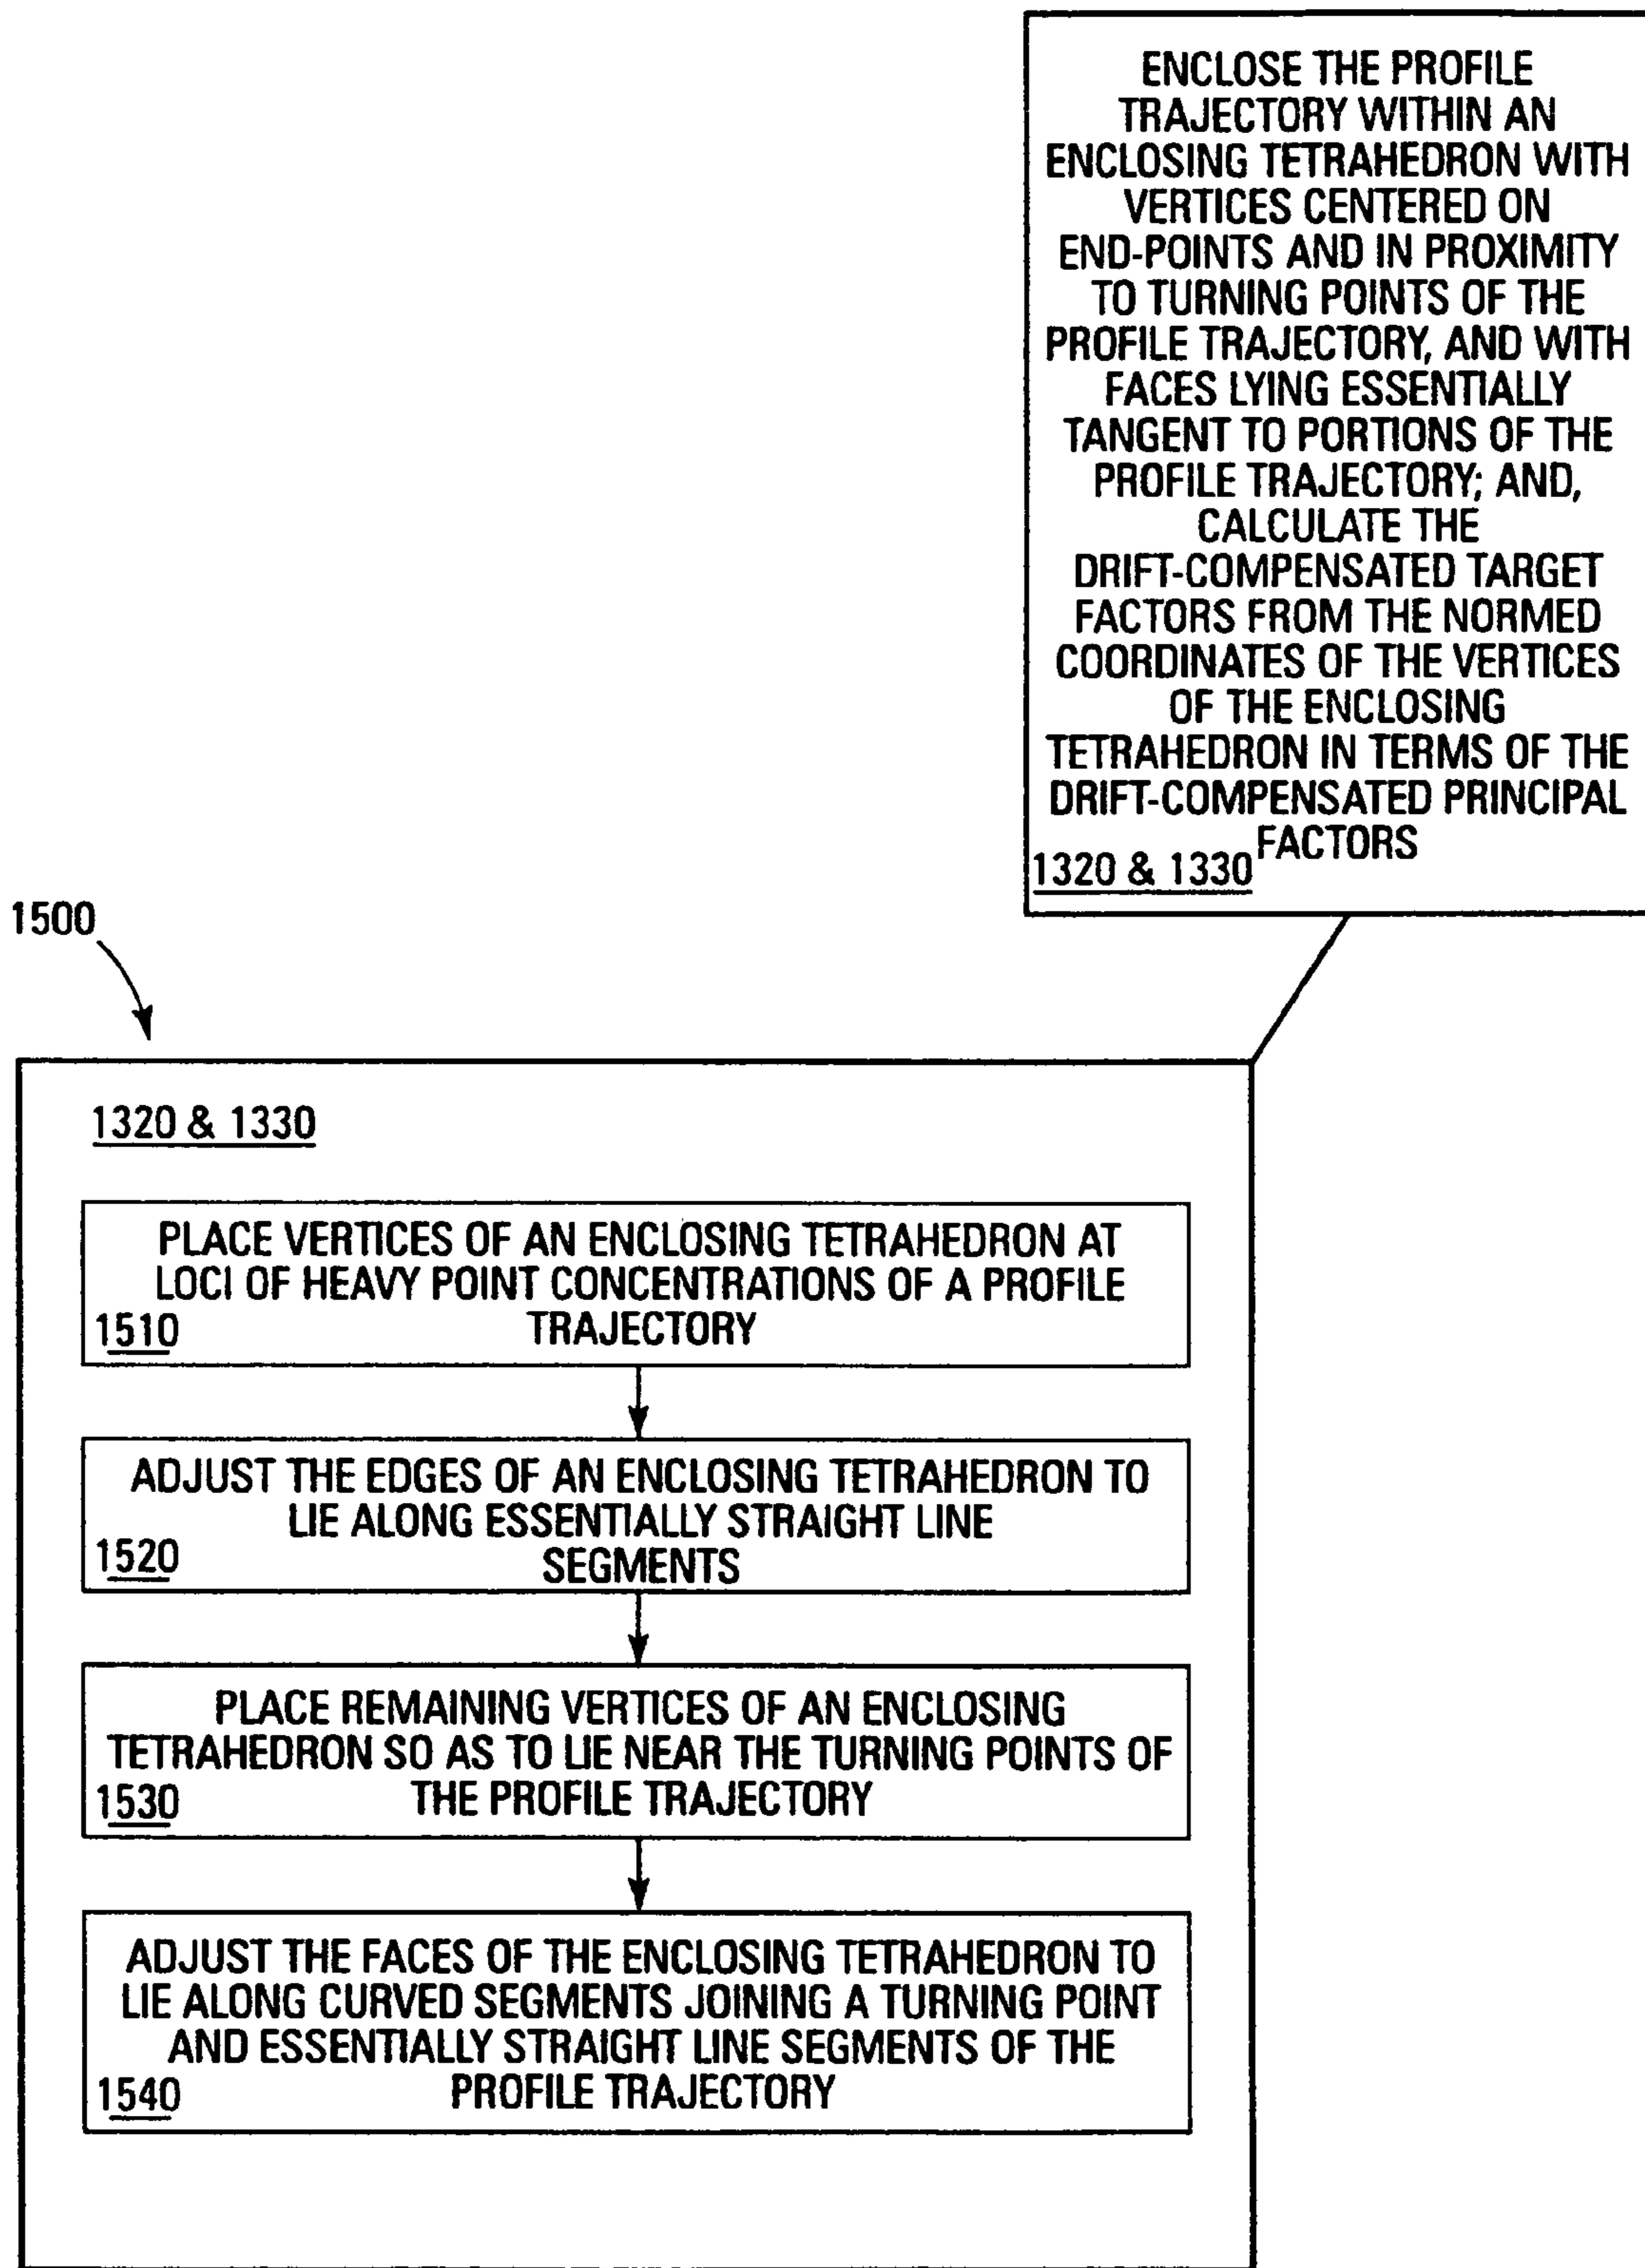 ENCLOSE THE PROFILE
TRAJECTORY WITHIN AN
ENCLOSING TETRAHEDRON WITH
VERTICES CENTERED ON
END-POINTS AND IN PROXIMITY
TO TURNING POINTS OF THE
PROFILE TRAJECTORY, AND WITH
FACES LYING ESSENTIALLY
TANGENT TO PORTIONS OF THE
PROFILE TRAJECTORY; AND,
CALCULATE THE
DRIFT-COMPENSATED TARGET
FACTORS FROM THE NORMED
COORDINATES OF THE VERTICES
OF THE ENCLOSING
TETRAHEDRON IN TERMS OF THE
DRIFT-COMPENSATED PRINCIPAL
FACTORS
1320 & 1330
1500
1320 & 1330
PLACE VERTICES OF AN ENCLOSING TETRAHEDRON AT
LOCI OF HEAVY POINT CONCENTRATIONS OF A PROFILE
TRAJECTORY
1510
ADJUST THE EDGES OF AN ENCLOSING TETRAHEDRON TO
LIE ALONG ESSENTIALLY STRAIGHT LINE
SEGMENTS
1520
PLACE REMAINING VERTICES OF AN ENCLOSING
TETRAHEDRON SO AS TO LIE NEAR THE TURNING POINTS OF
THE PROFILE TRAJECTORY
1530
ADJUST THE FACES OF THE ENCLOSING TETRAHEDRON TO
LIE ALONG CURVED SEGMENTS JOINING A TURNING POINT
AND ESSENTIALLY STRAIGHT LINE SEGMENTS OF THE
PROFILE TRAJECTORY
1540